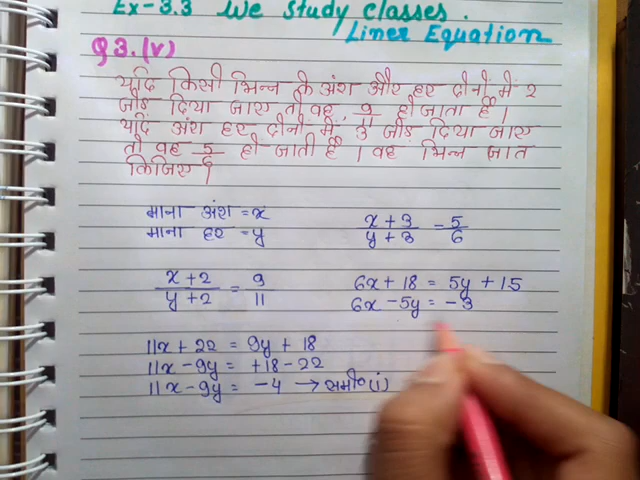 Ex-3.3 We Study Classes.
Liner Equation
Q3.(v)
यदि किसी भिन्न के अंश और हर दोनों में 2
जोड़ दिया जाए तो वह 9/11 हो जाता है।
यदि अंश हर दोनो में 3 जोड़ दिया जाए
तो वह 5/6 हो जाती है। वह भिन्न ज्ञात
किजिए।
माना अंश = x
माना हर = y
x+3/y+3 = 5/6
x+2/y+2 = 9/11
6x + 18 = 5y + 15
6x - 5y = -3
11x + 22 = 9y + 18
11x - 9y = +18 - 22
11x - 9y = -4 → समी० (i)